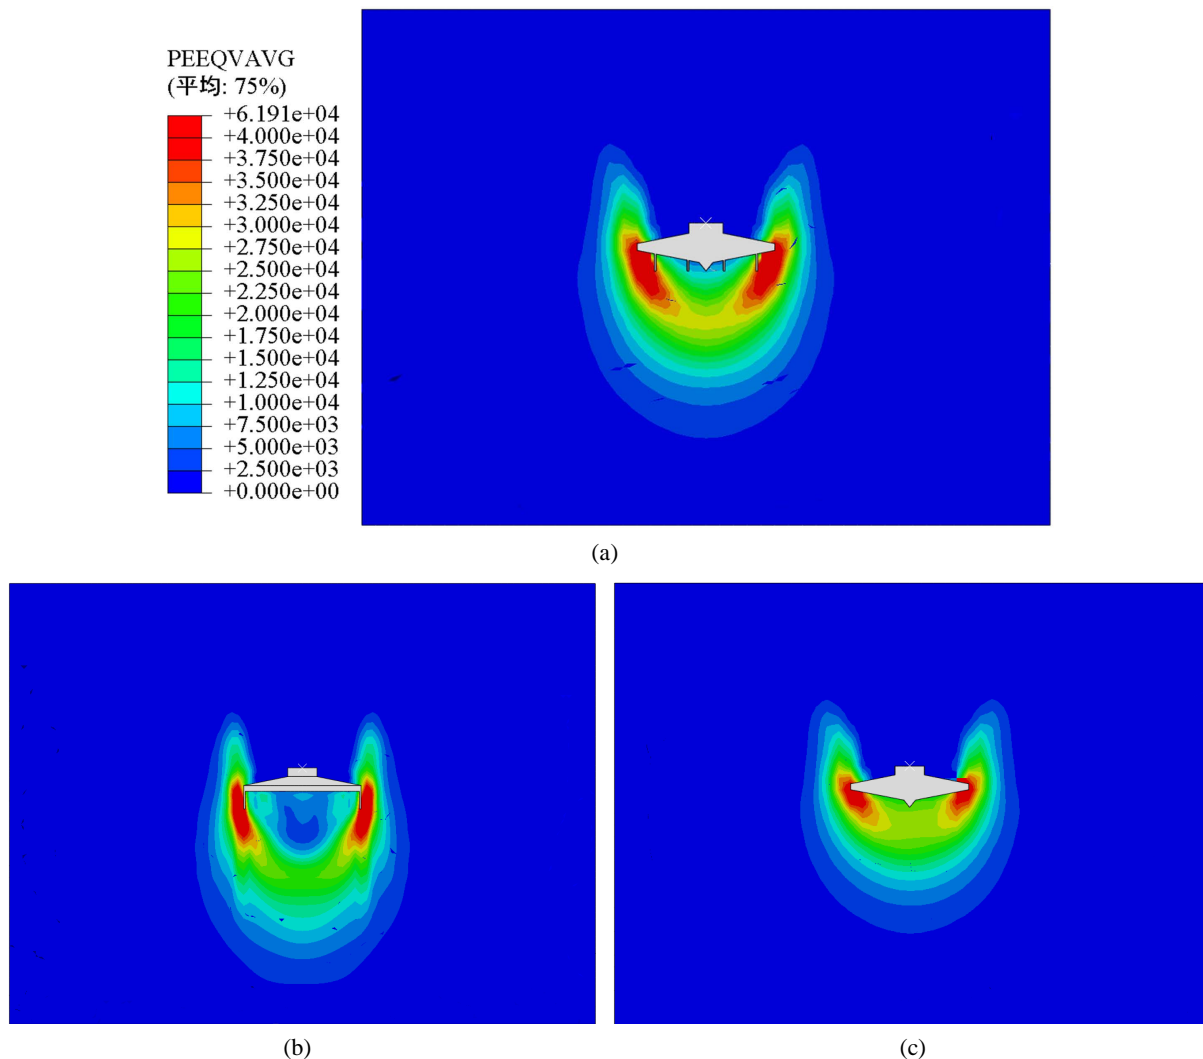 PEEQVAVG
(平均: 75%)
+6.191e+04
+4.000e+04
+3.750e+04
+3.500e+04
+3.250e+04
+3.000e+04
+2.750e+04
+2.500e+04
+2.250e+04
+2.000e+04
+1.750e+04
+1.500e+04
+1.250e+04
+1.000e+04
+7.500e+03
+5.000e+03
+2.500e+03
+0.000e+00
(a)
(b)
(c)